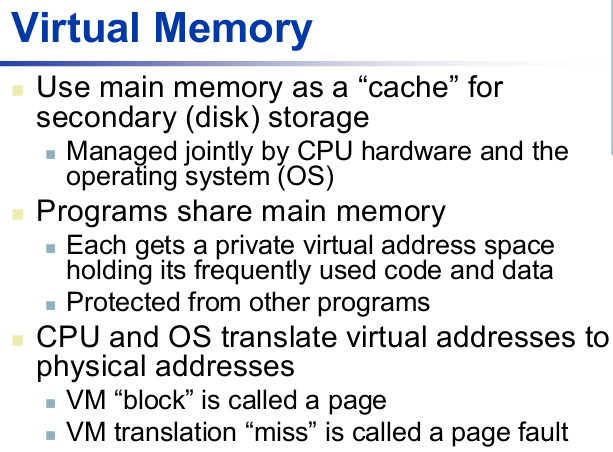 Virtual Memory
Use main memory as a “cache” for
secondary (disk) storage
Managed jointly by CPU hardware and the
operating system (OS)
Programs share main memory
Each gets a private virtual address space
holding its frequently used code and data
Protected from other programs
CPU and OS translate virtual addresses to
physical addresses
VM “block” is called a page
VM translation “miss” is called a page fault